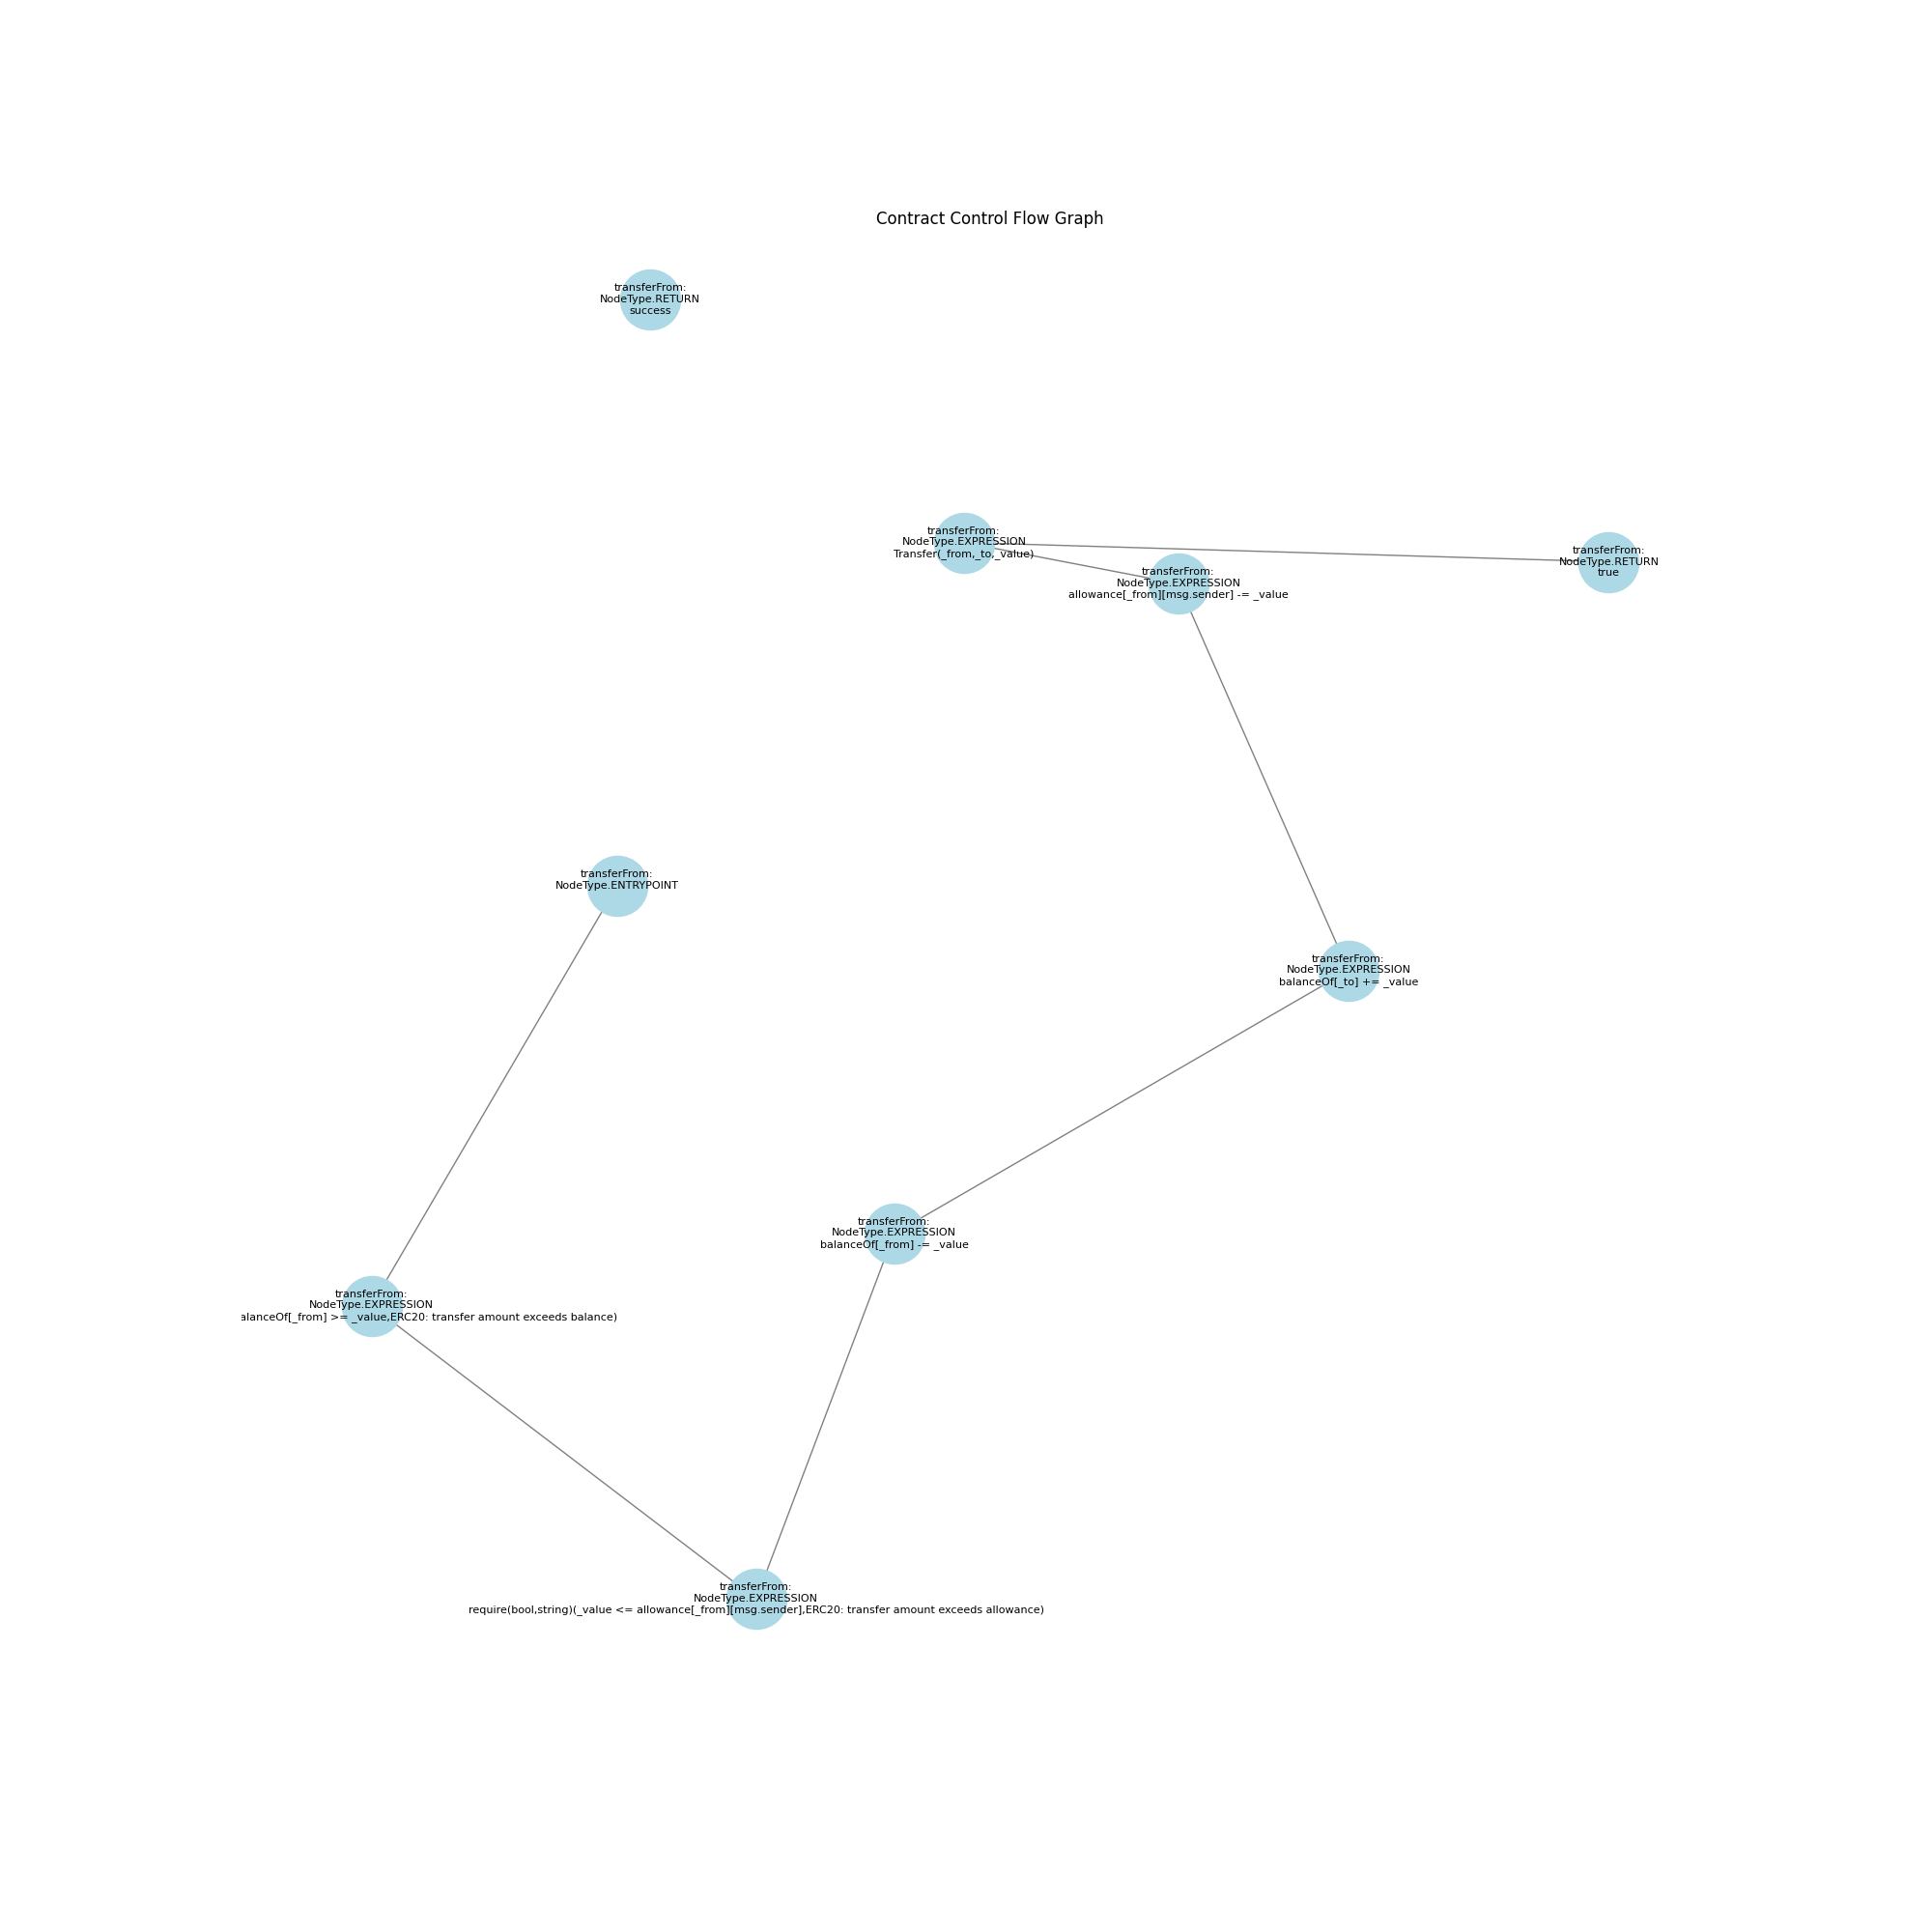 Contract Control Flow Graph
transferFrom:
NodeType.RETURN
success
transferFrom:
NodeType.EXPRESSION
Transfer(_from,_to,_value)
transferFrom:
NodeType.RETURN
true
transferFrom:
NodeType.EXPRESSION
allowance[_from][msg.sender] -= _value
transferFrom:
NodeType.ENTRYPOINT
transferFrom:
NodeType.EXPRESSION
balanceOf[_to] += _value
transferFrom:
NodeType.EXPRESSION
balanceOf[_from] -= _value
transferFrom:
NodeType.EXPRESSION
alanceOf[_from] >= _value,ERC20: transfer amount exceeds balance)
transferFrom:
NodeType.EXPRESSION
require(bool,string)(_value <= allowance[_from][msg.sender],ERC20: transfer amount exceeds allowance)